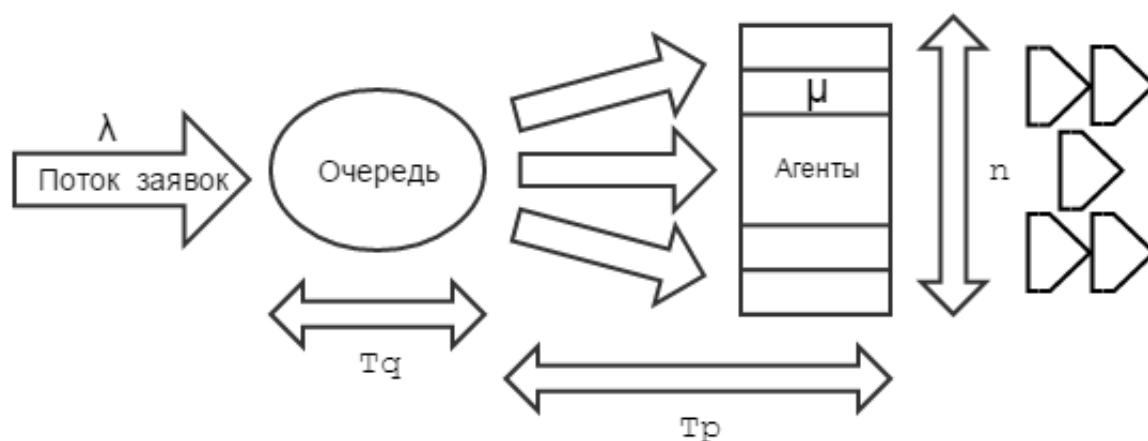 λ
Поток заявок
Очередь
μ
Агенты
n
Tq
Tp